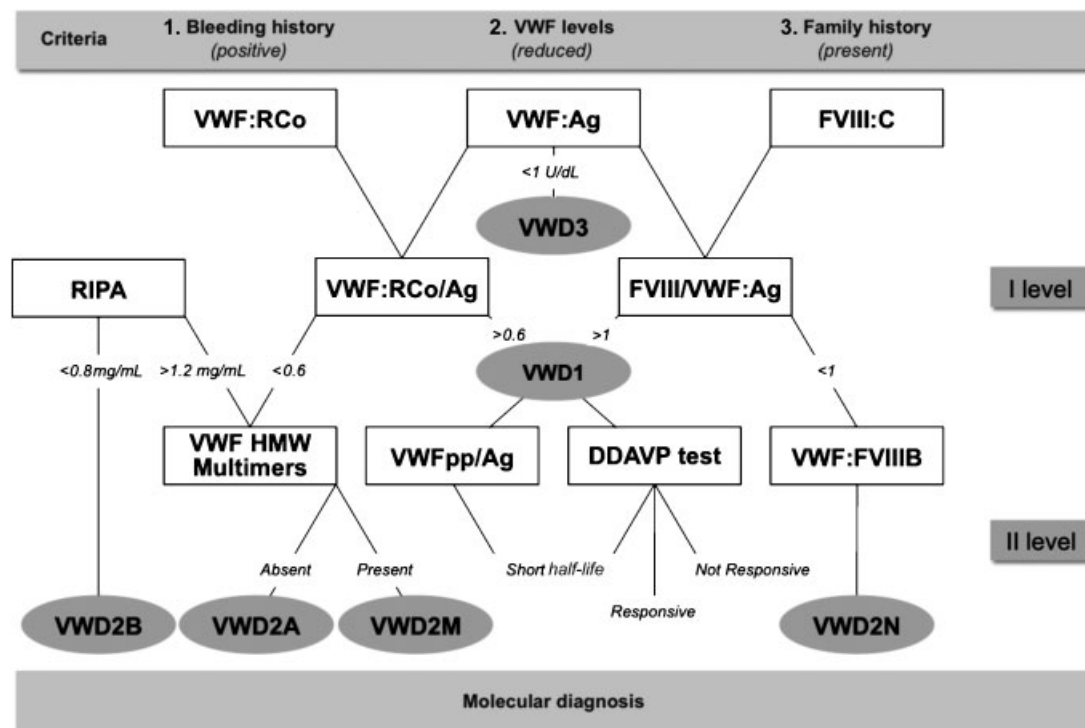 Criteria
1. Bleeding history
(positive)
2. VWF levels
(reduced)
3. Family history
(present)
VWF:RCo
VWF:Ag
FVIII:C
<1 U/dL
VWD3
RIPA
VWF:RCo/Ag
FVIII/VWF:Ag
I level
>0.6
>1
<0.8mg/mL
>1.2 mg/mL
<0.6
VWD1
<1
VWF HMW
Multimers
VWFpp/Ag
DDAVP test
VWF:FVIIIB
II level
Absent
Present
Short half-life
Not Responsive
Responsive
VWD2B
VWD2A
VWD2M
VWD2N
Molecular diagnosis